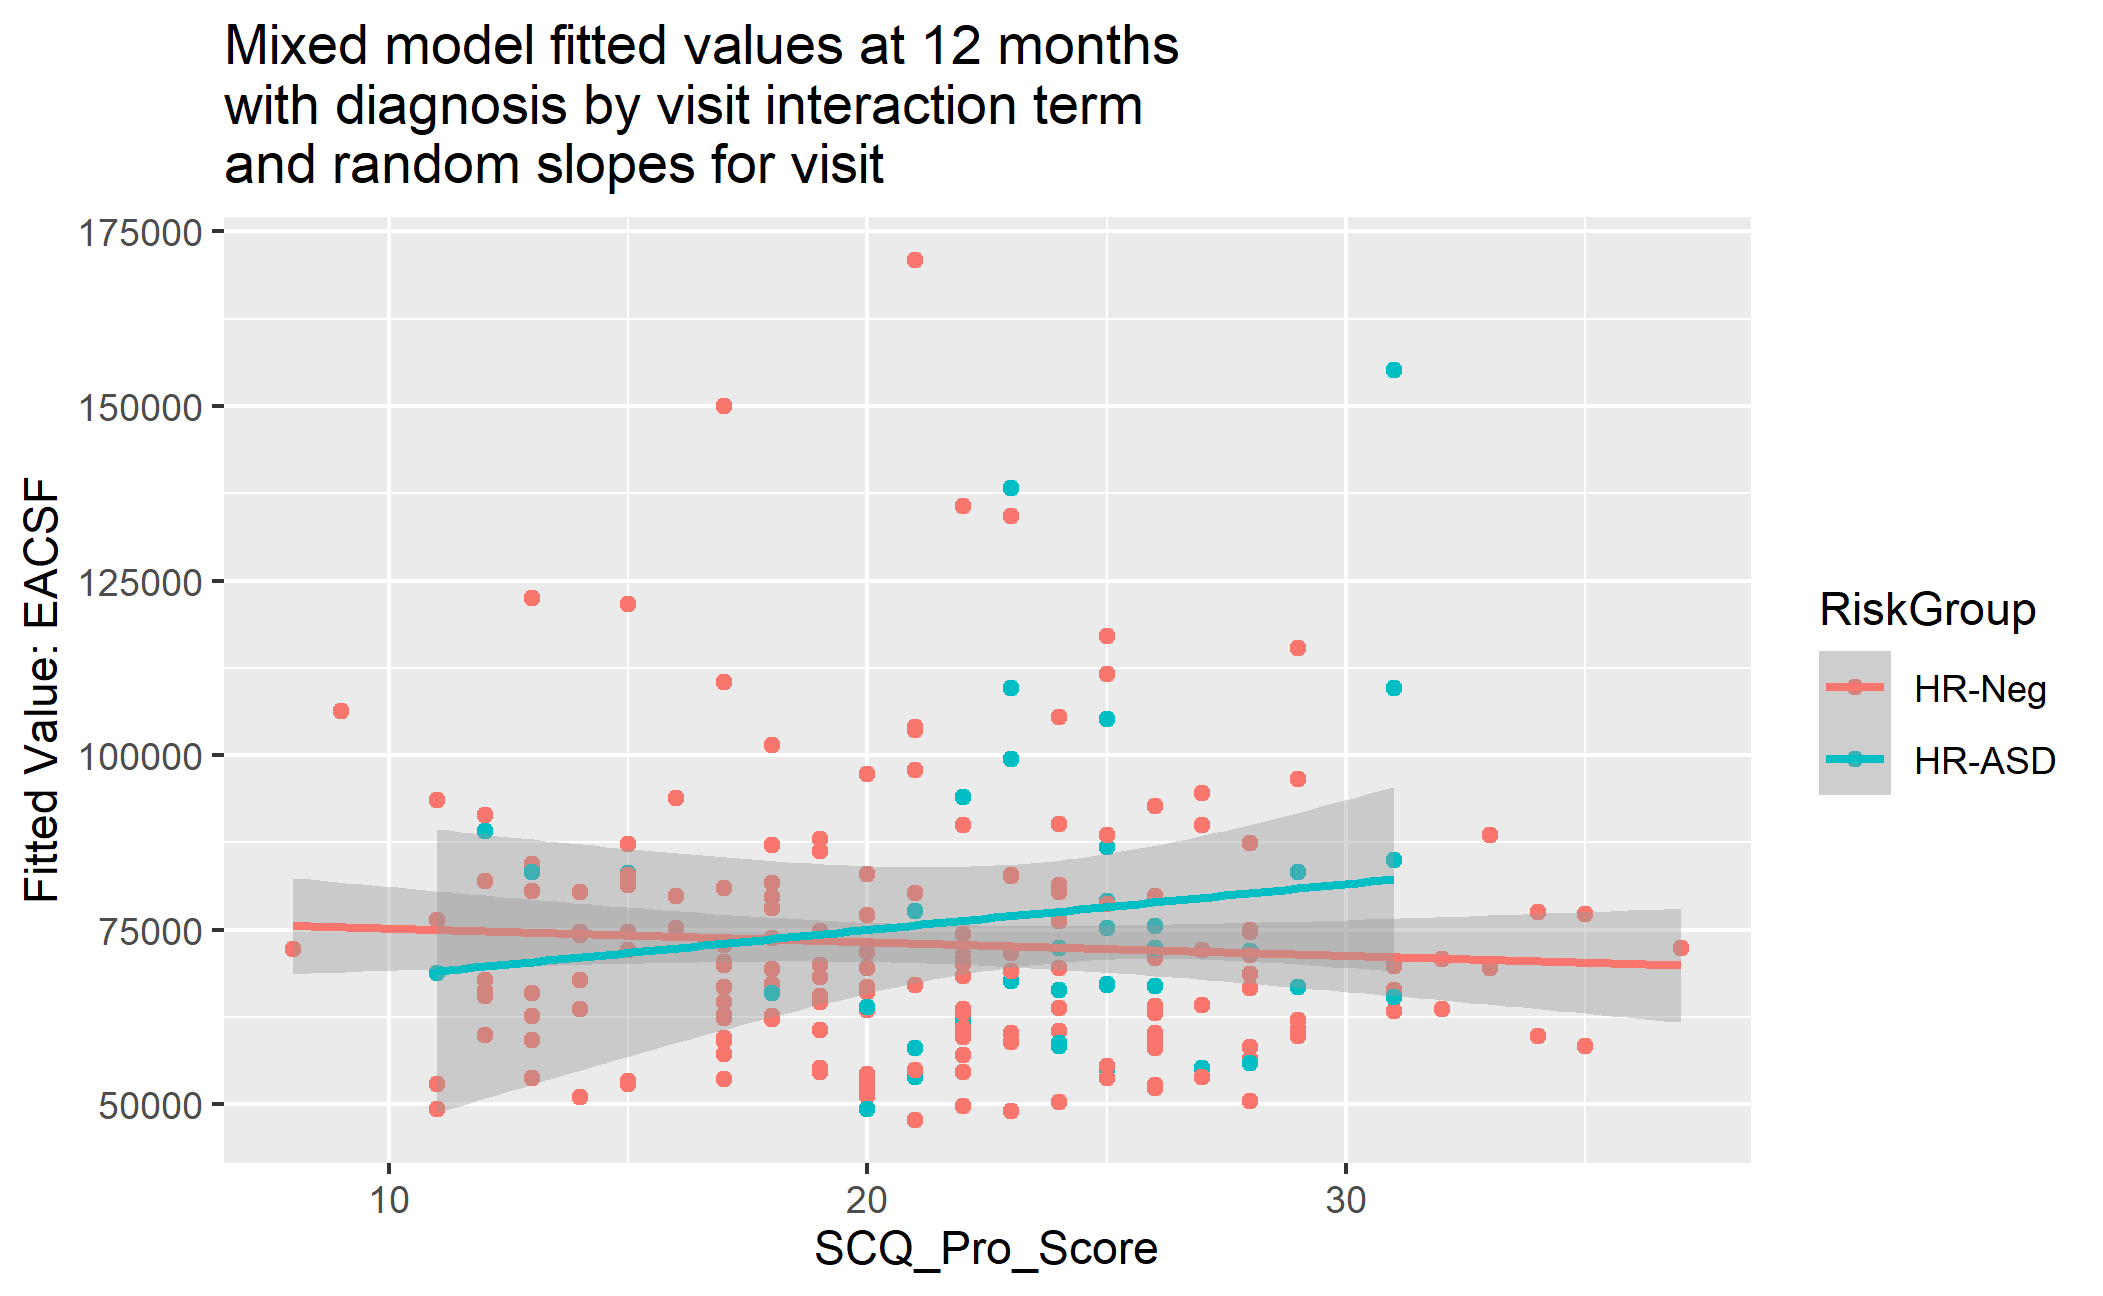 Mixed model fitted values at 12 months
with diagnosis by visit interaction term
and random slopes for visit
175000
150000
125000
100000
75000
50000
Fitted Value: EACSF
10
20
30
SCQ_Pro_Score
RiskGroup
HR-Neg
HR-ASD